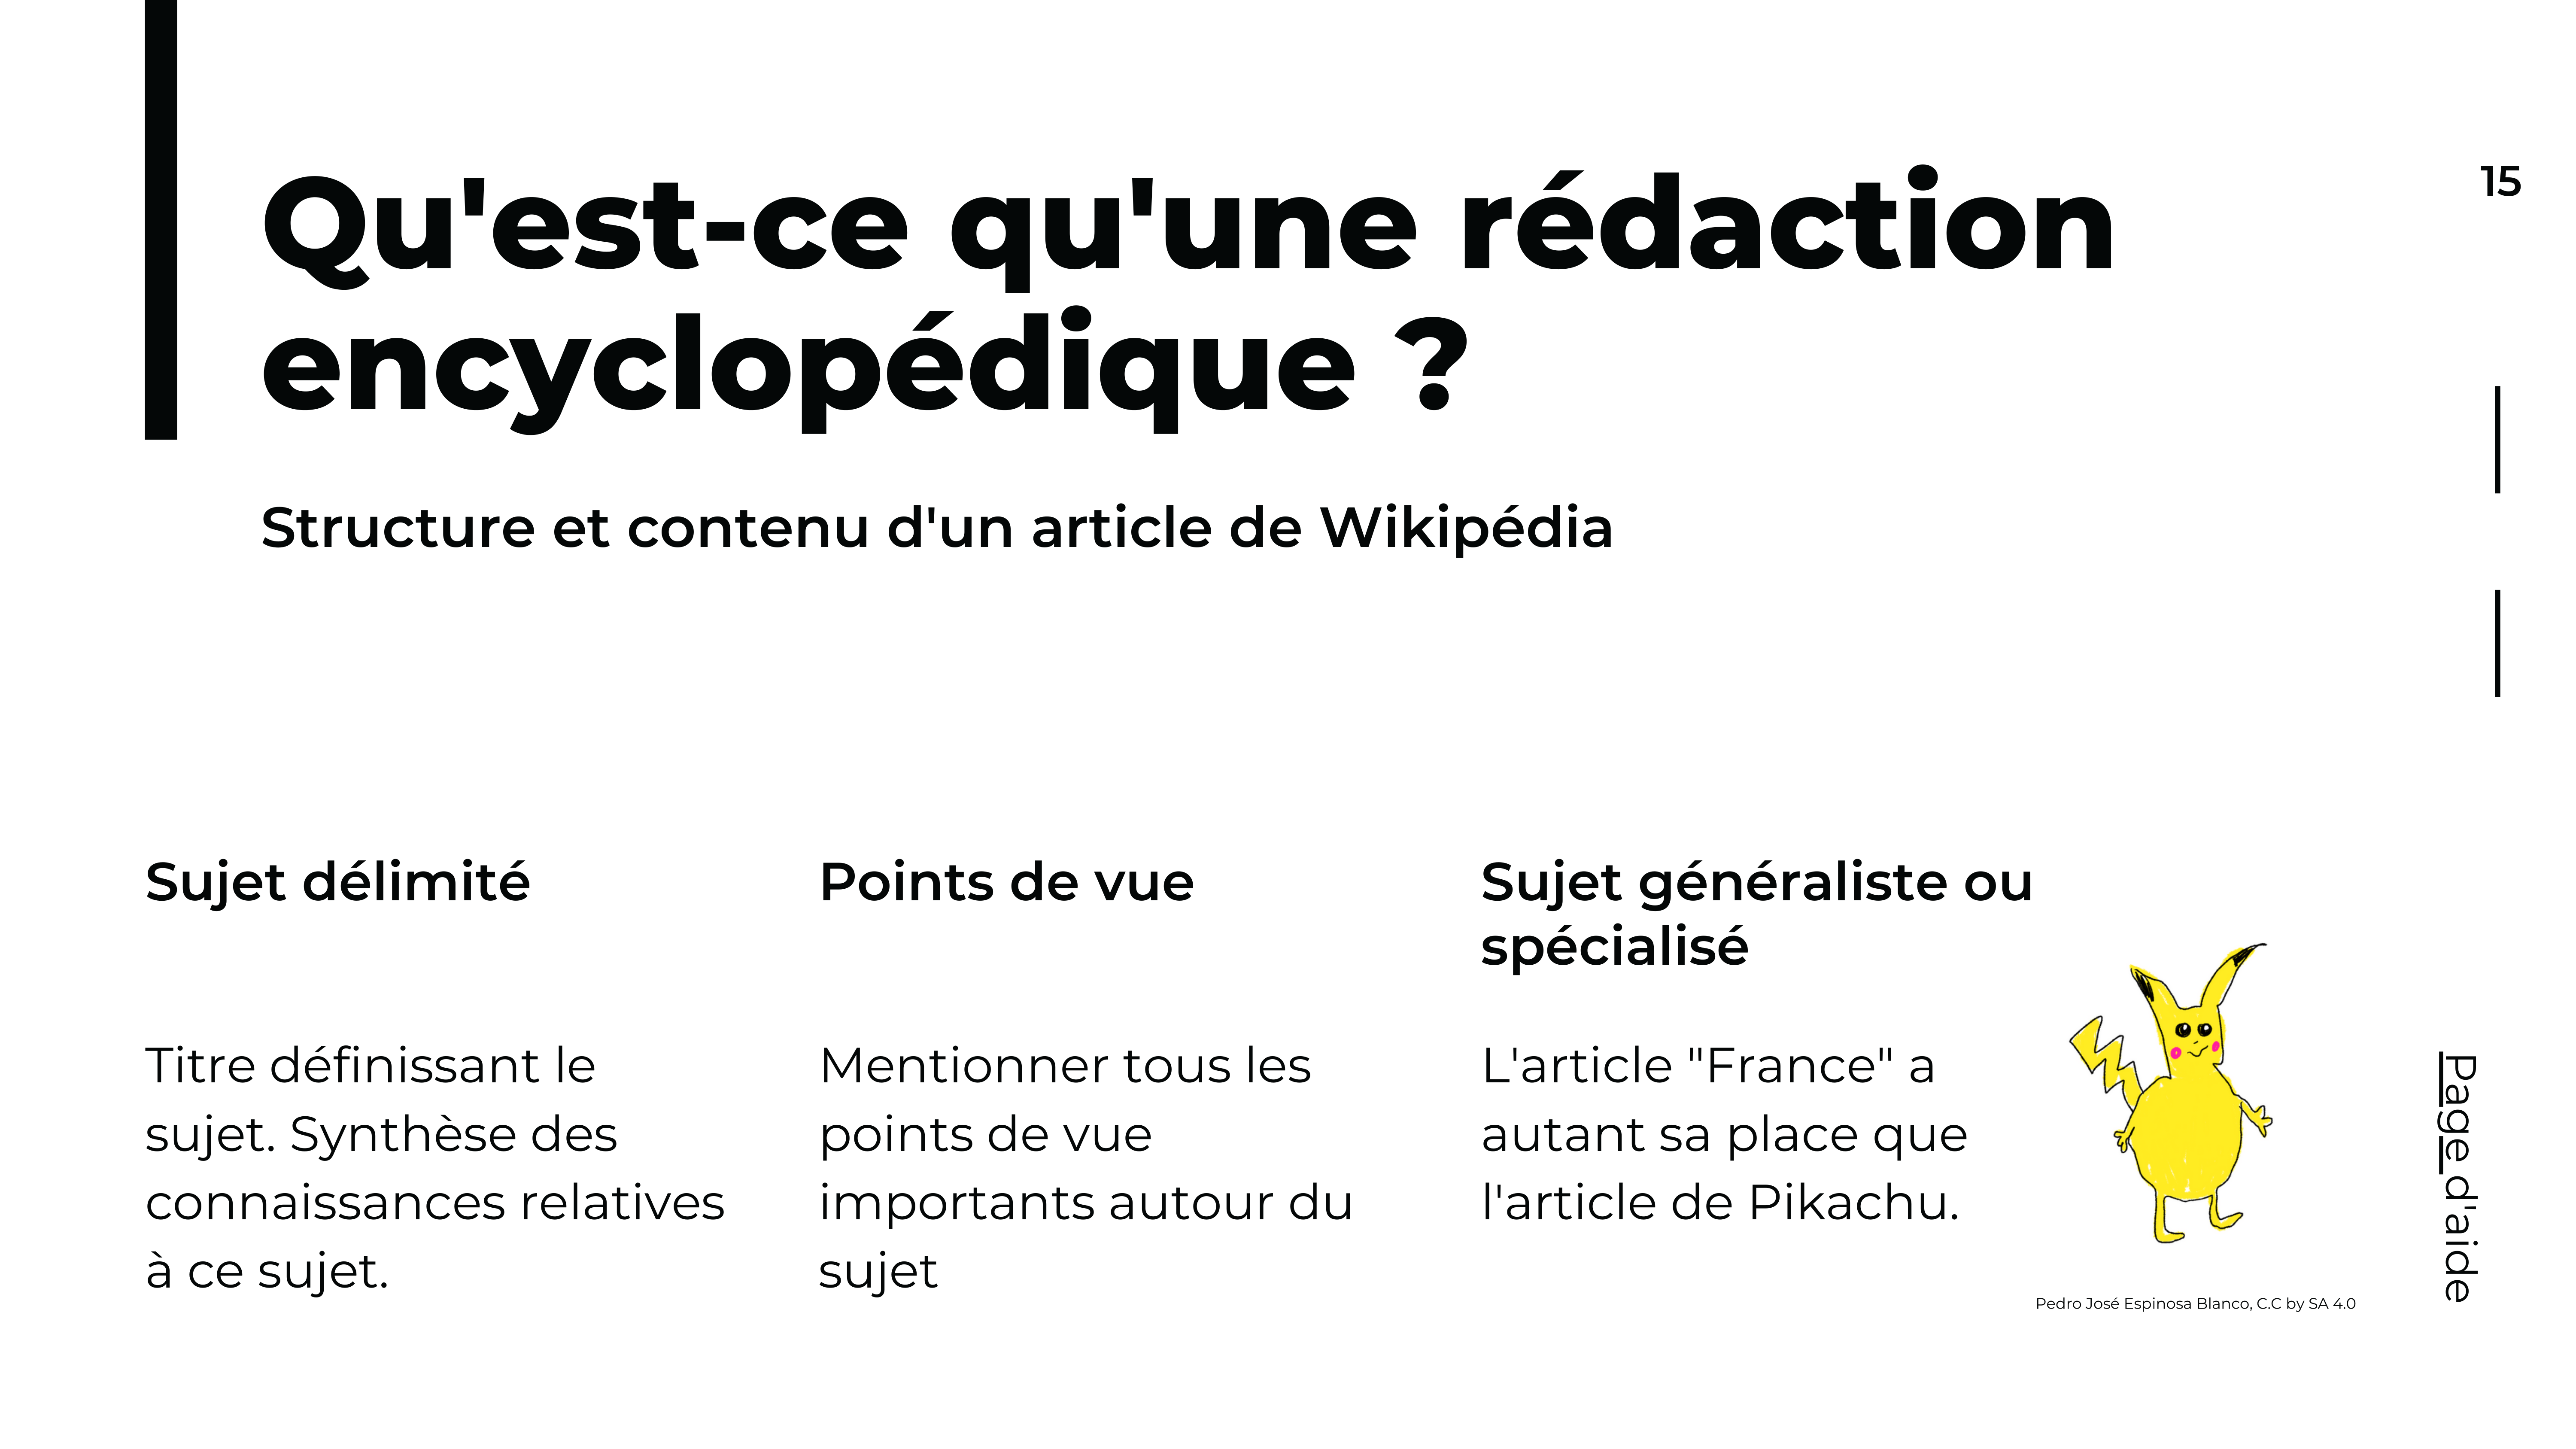 15
Qu'est-ce qu'une rédaction
encyclopédique ?
Structure et contenu d'un article de Wikipédia
Sujet délimité
Titre définissant le
sujet. Synthèse des
connaissances relatives
à ce sujet.
Points de vue
Mentionner tous les
points de vue
importants autour du
sujet
Sujet généraliste ou
spécialisé
L'article "France" a
autant sa place que
l'article de Pikachu.
Pedro José Espinosa Blanco, C.C by SA 4.0
Page d'aide